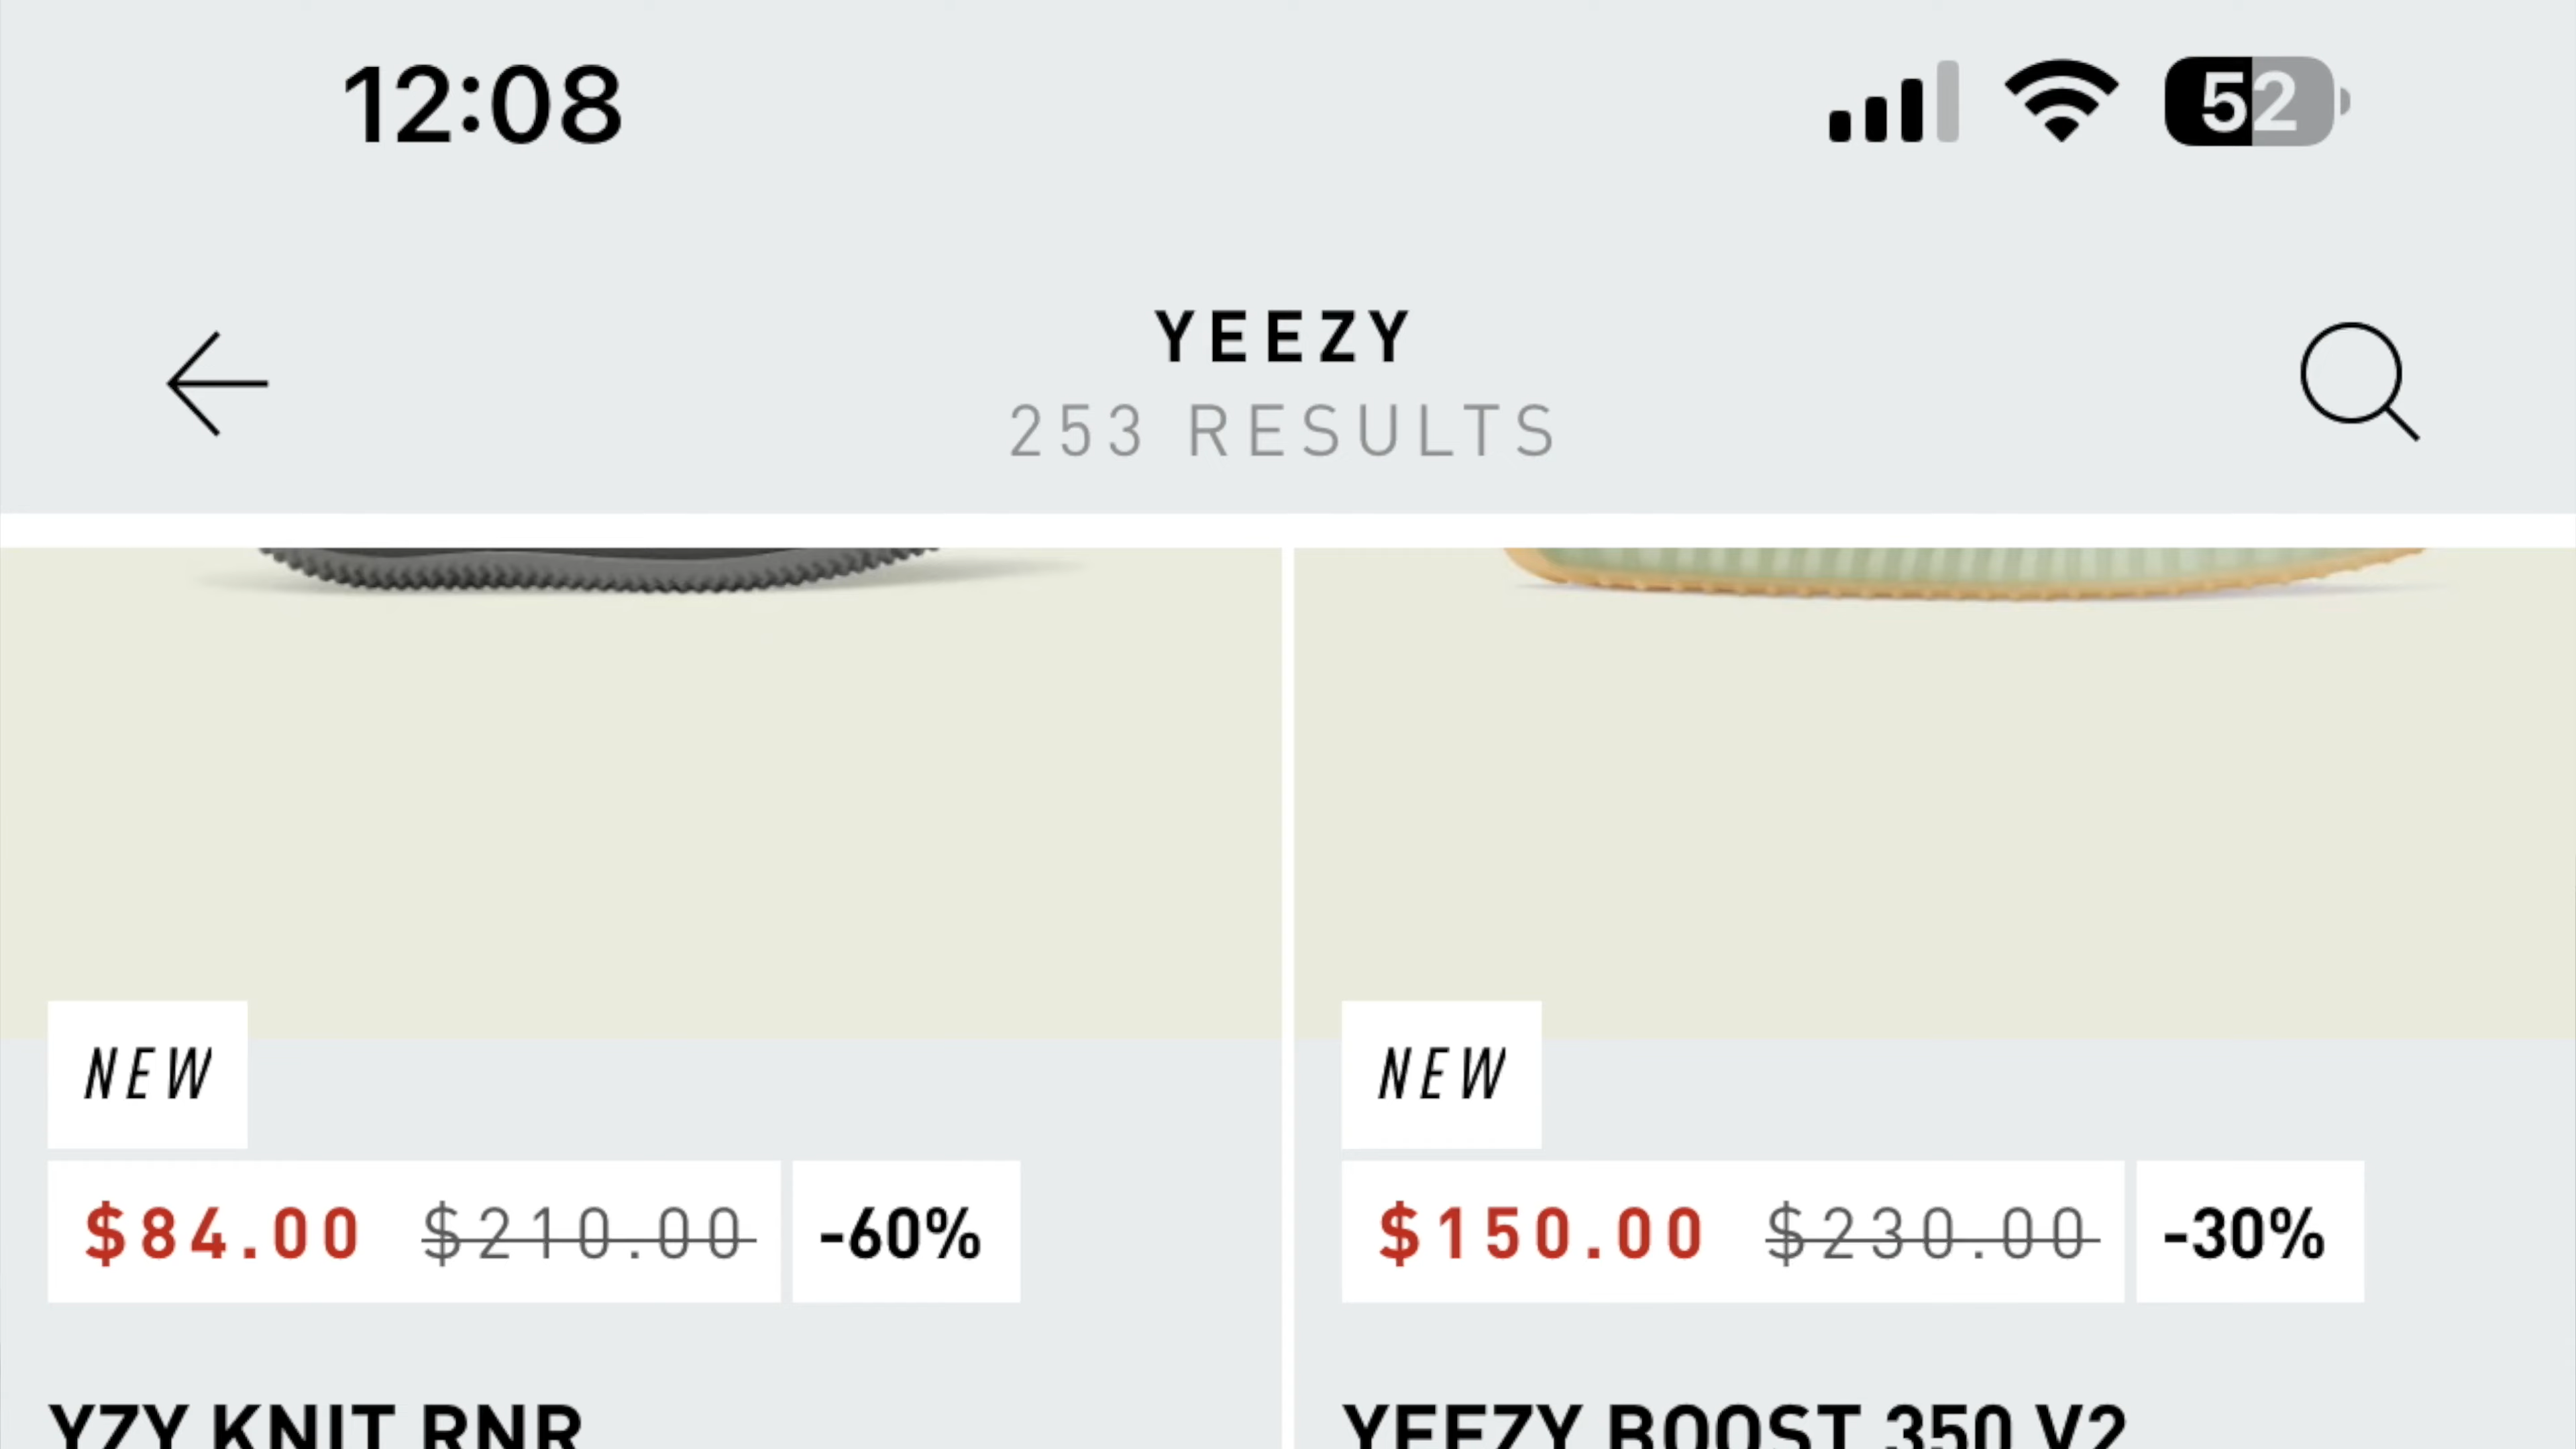 12:08
52
YEEZY
253 RESULTS
NEW
$84.00 $210.00 -60%
YZY KNIT RNR
NEW
$150.00 $230.00 -30%
YEEZY BOOST 350 V2